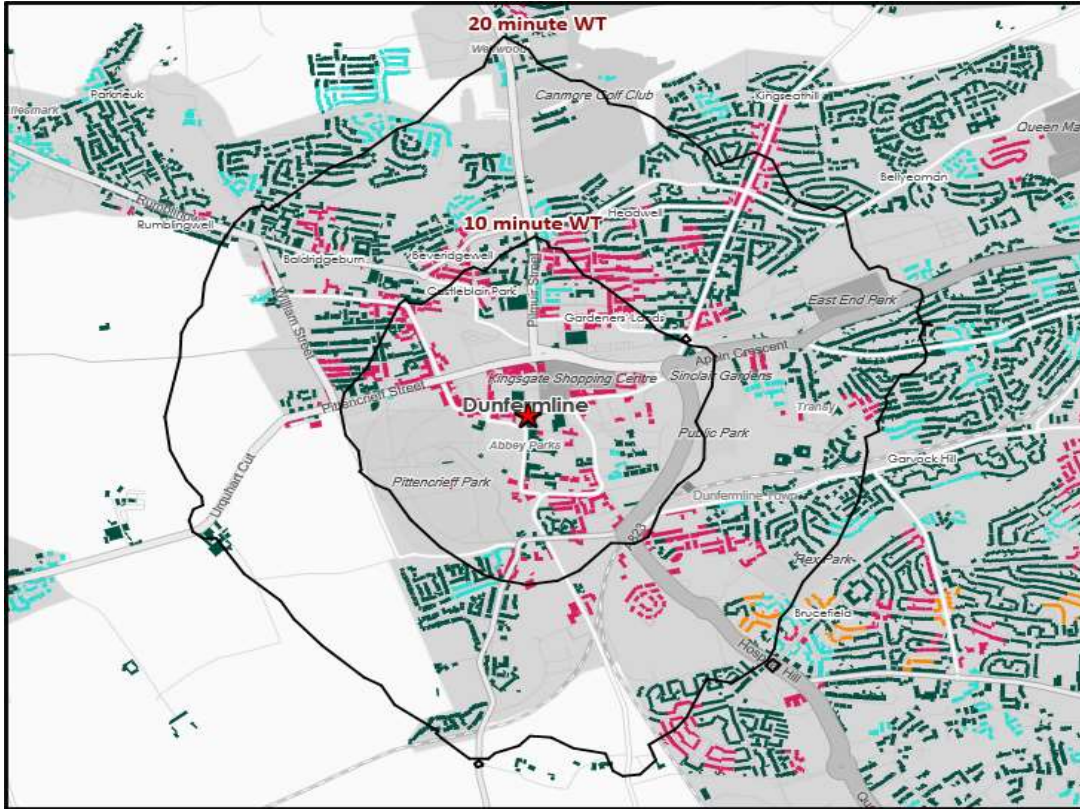 20 minute WT
Wellwood
Canmore Golf Club
Kingseathill
Parkneuk
Queen Ma
Bellyeoman
Rumblingwell
Headwell
10 minute WT
Baldridgeburn
Beveridgewell
Castleblair Park
Pilmuir Street
East End Park
William Street
Gardeners' Lands
Appin Crescent
Kingsgate Shopping Centre
Sinclair Gardens
Pittencrieff Street
Dunfermline
Transy
Abbey Parks
Public Park
Garvock Hill
Urquhart Cut
Pittencrieff Park
Dunfermline Town
823
Rex Park
Brucefield
Hosp
Hill